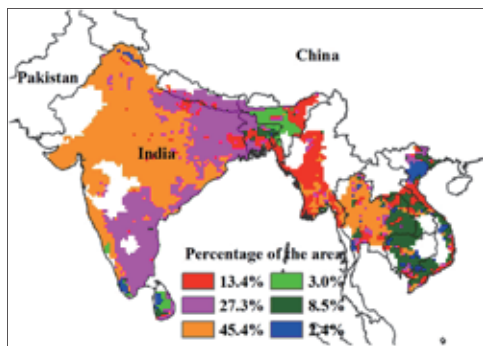 China
Pakistan
India
Percentage of the area
13.4% 3.0%
27.3% 8.5%
45.4% 2.4%